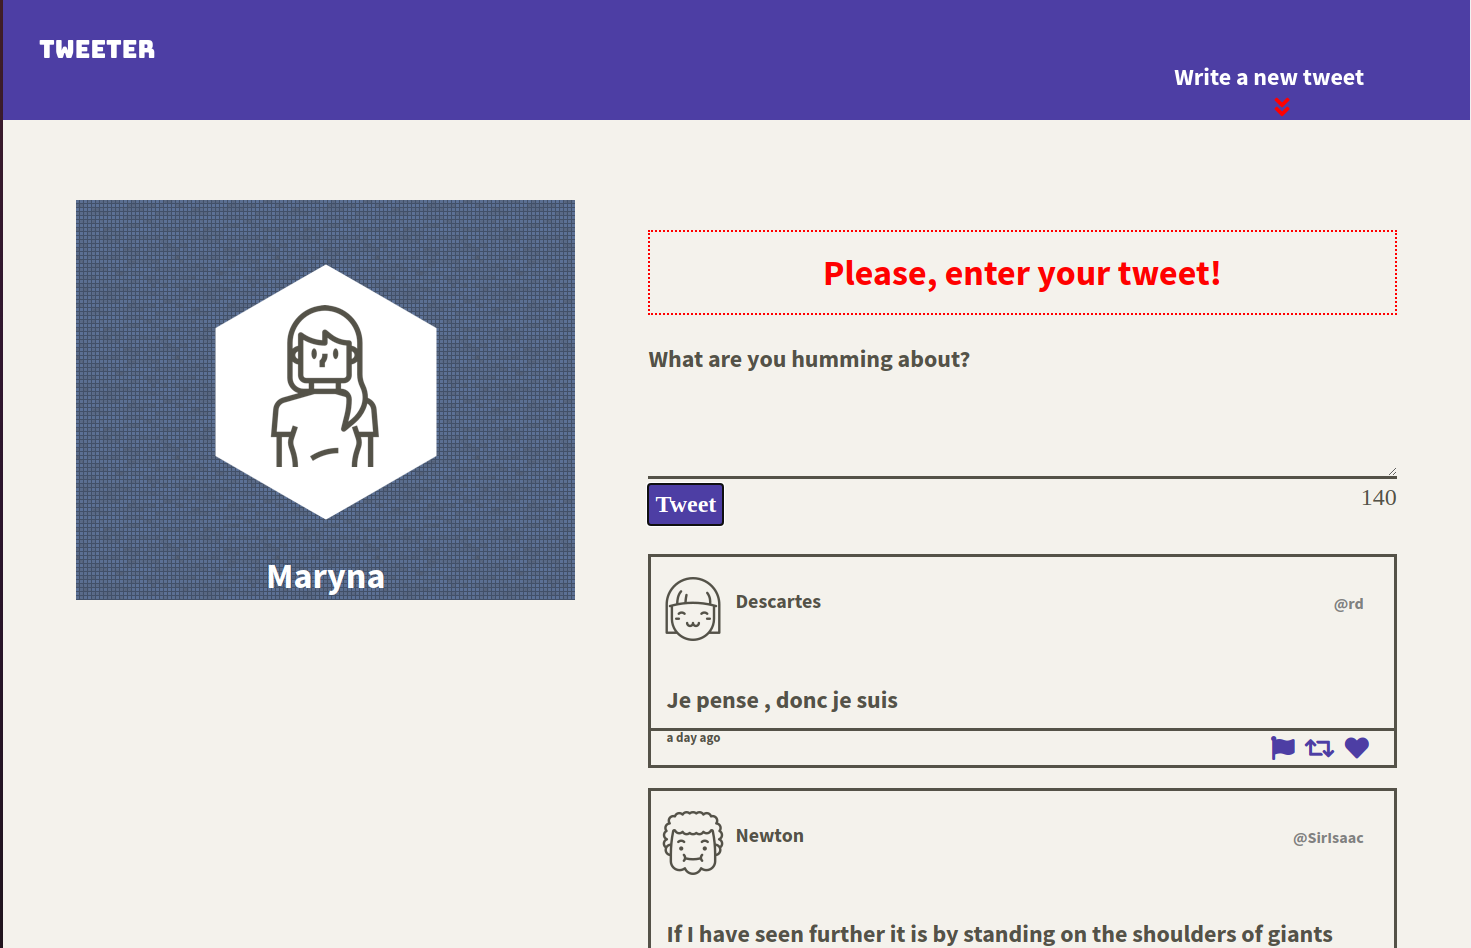 TWEETER
Write a new tweet
Maryna
Please, enter your tweet!
What are you humming about?
Tweet
140
Descartes
@rd
Je pense , donc je suis
a day ago
Newton
@SirIsaac
If I have seen further it is by standing on the shoulders of giants